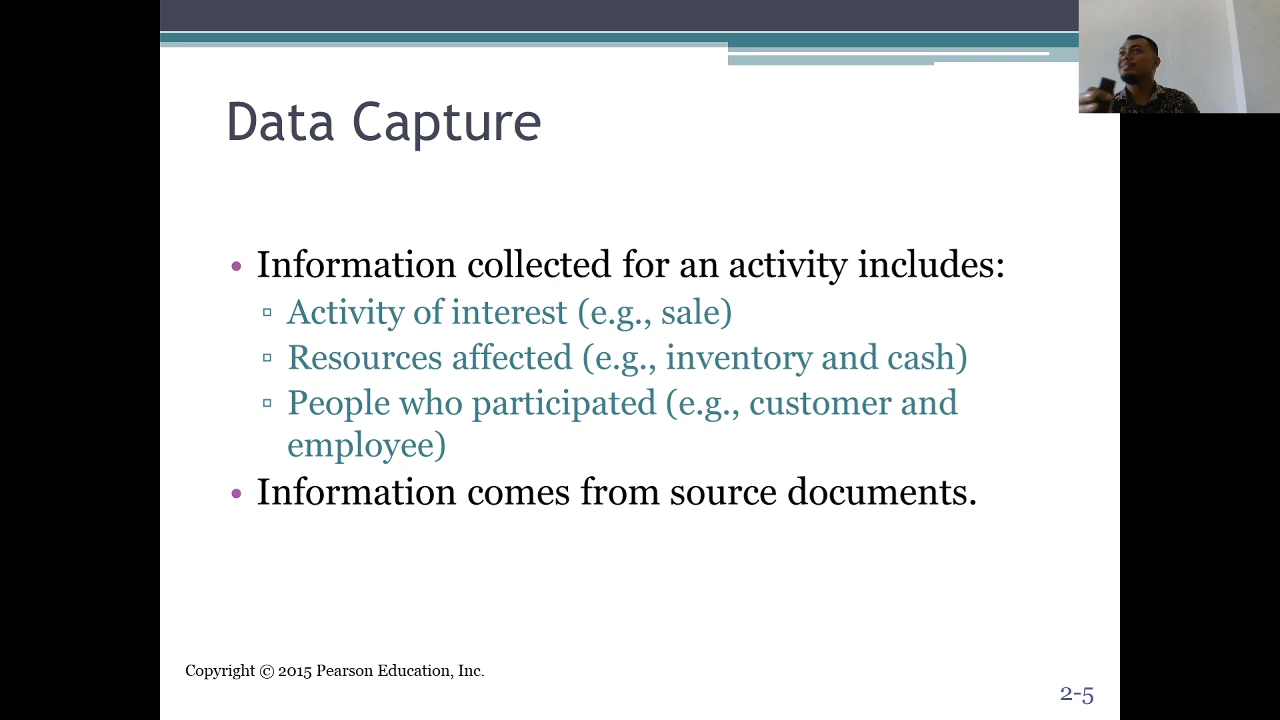 Data Capture
• Information collected for an activity includes:
▫ Activity of interest (e.g., sale)
▫ Resources affected (e.g., inventory and cash)
▫ People who participated (e.g., customer and
employee)
• Information comes from source documents.
Copyright © 2015 Pearson Education, Inc.
2-5